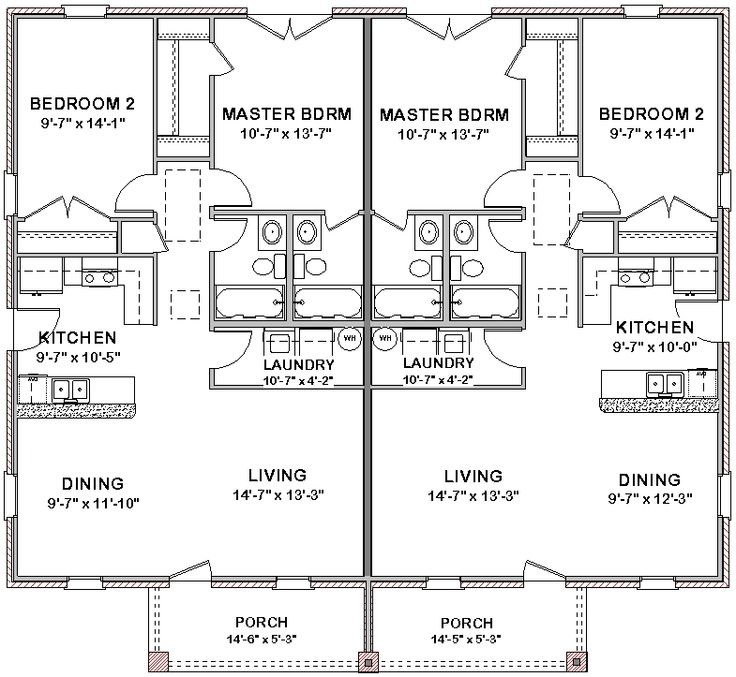 BEDROOM 2
9'-7" x 14'-1"
MASTER BDRM
10'-7" x 13'-7"
MASTER BDRM
10'-7" x 13'-7"
BEDROOM 2
9'-7" x 14'-1"
KITCHEN
9'-7" x 10'-5"
WH
LAUNDRY
10'-7" x 4'-2"
WH
LAUNDRY
10'-7" x 4'-2"
KITCHEN
9'-7" x 10'-0"
DW
DW
DINING
9'-7" x 11'-10"
LIVING
14'-7" x 13'-3"
LIVING
14'-7" x 13'-3"
DINING
9'-7" x 12'-3"
PORCH
14'-6" x 5'-3"
PORCH
14'-5" x 5'-3"